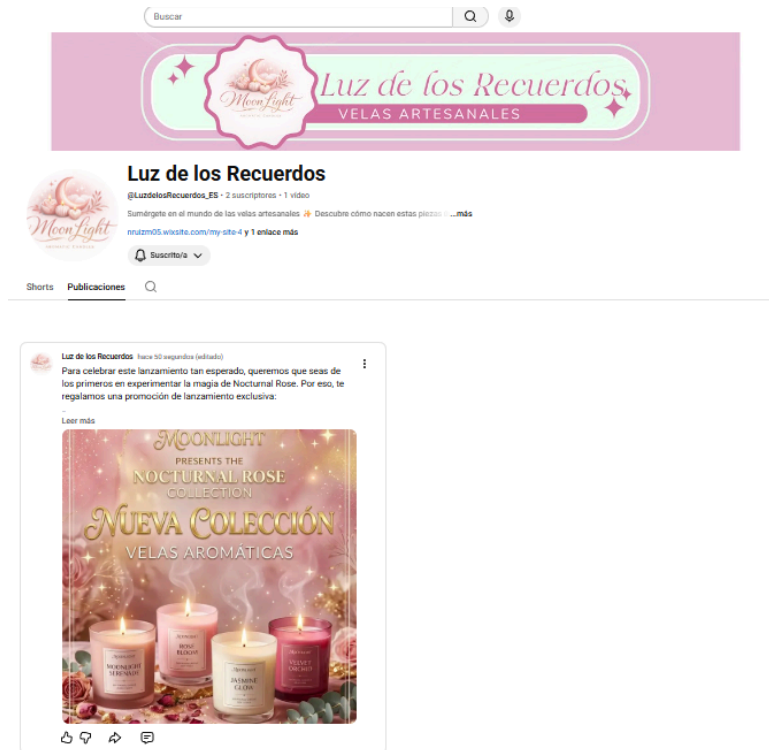 Buscar
MoonLight
Luz de los Recuerdos
VELAS ARTESANALES
MoonLight
Luz de los Recuerdos
@LuzdelosRecuerdos_ES • 2 suscriptores • 1 video
Sumérgete en el mundo de las velas artesanales ✨ Descubre cómo nacen estas piezas ...más
nruizm05.wixsite.com/my-site-4 y 1 enlace más
Suscrito/a
Shorts Publicaciones
Luz de los Recuerdos hace 50 segundos (editado)
Para celebrar este lanzamiento tan esperado, queremos que seas de
los primeros en experimentar la magia de Nocturnal Rose. Por eso, te
regalamos una promoción de lanzamiento exclusiva:
..
Leer más
MOONLIGHT
PRESENTS THE
NOCTURNAL ROSE
COLLECTION
NUEVA COLECCIÓN
VELAS AROMÁTICAS
MOONLIGHT
SERENADE
ROSE
BLOOM
JASMINE
GLOW
VELVET
ORCHID